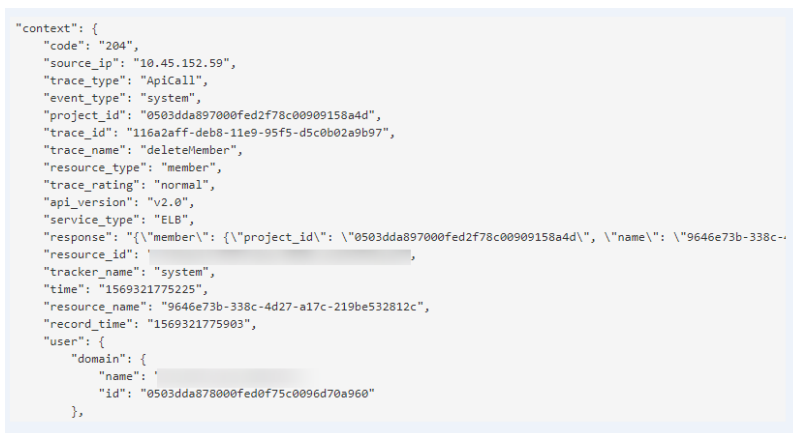 "context": {
"code": "204",
"source_ip": "10.45.152.59",
"trace_type": "ApiCall",
"event_type": "system",
"project_id": "0503dda897000fed2f78c00909158a4d",
"trace_id": "116a2aff-deb8-11e9-95f5-d5c0b02a9b97",
"trace_name": "deleteMember",
"resource_type": "member",
"trace_rating": "normal",
"api_version": "v2.0",
"service_type": "ELB",
"response": "{\"member\": {\"project_id\": \"0503dda897000fed2f78c00909158a4d\", \"name\": \"9646e73b-338c-
"resource_id": ",
"tracker_name": "system",
"time": "1569321775225",
"resource_name": "9646e73b-338c-4d27-a17c-219be532812c",
"record_time": "1569321775903",
"user": {
"domain": {
"name": "
"id": "0503dda878000fed0f75c0096d70a960"
},